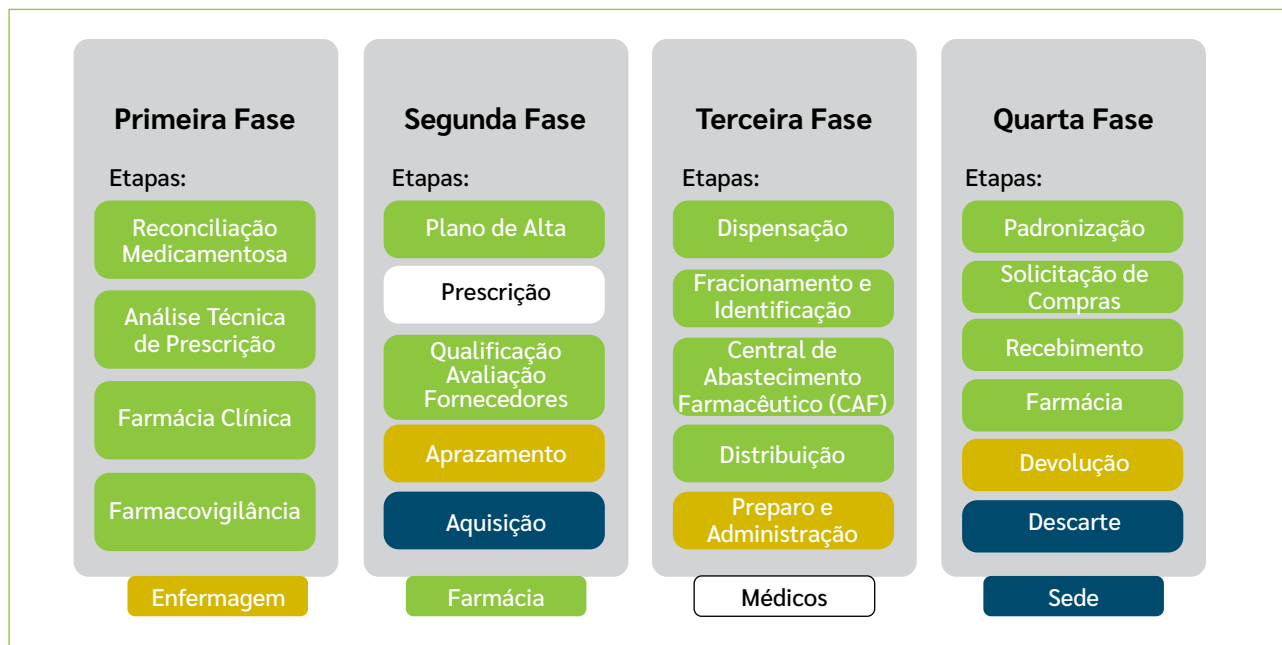 Primeira Fase
Etapas:
Reconciliação
Medicamentosa
Análise Técnica
de Prescrição
Farmácia Clínica
Farmacovigilância
Segunda Fase
Etapas:
Plano de Alta
Prescrição
Qualificação
Avaliação
Fornecedores
Aprazamento
Aquisição
Terceira Fase
Etapas:
Dispensação
Fracionamento e
Identificação
Central de
Abastecimento
Farmacêutico (CAF)
Distribuição
Preparo e
Administração
Quarta Fase
Etapas:
Padronização
Solicitação de
Compras
Recebimento
Farmácia
Devolução
Descarte
Enfermagem
Farmácia
Médicos
Sede